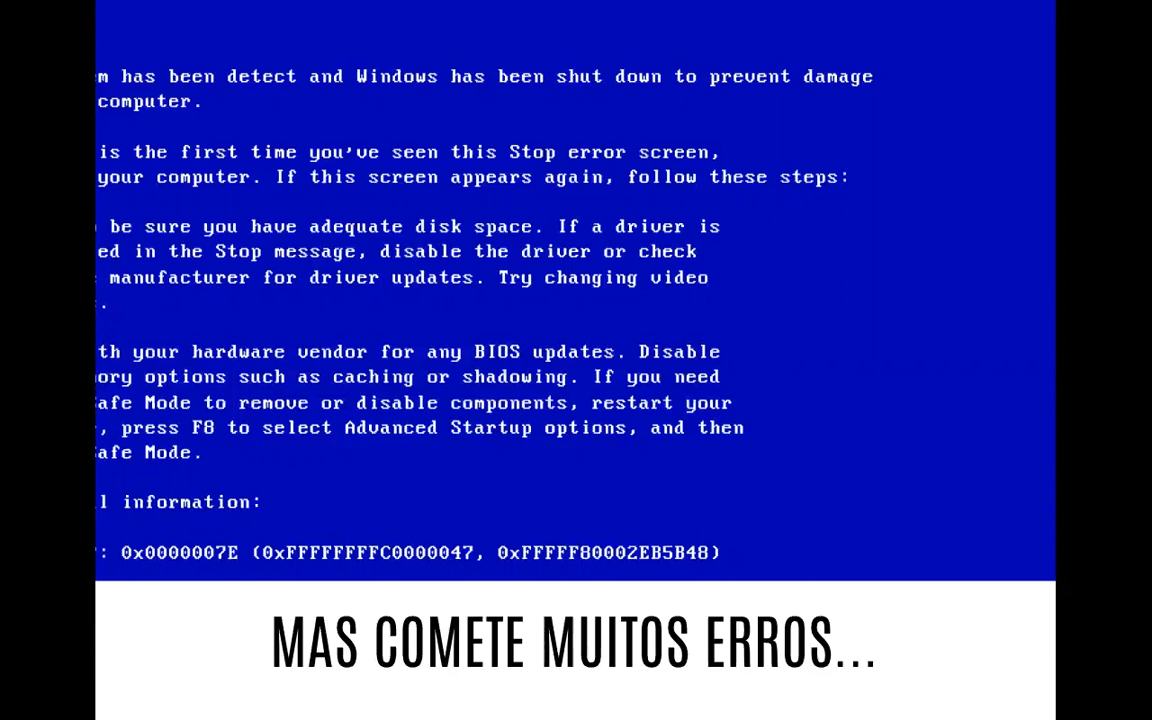 has been detect and Windows has been shut down to prevent damage
computer.
is the first time you've seen this Stop error screen,
your computer. If this screen appears again, follow these steps:
be sure you have adequate disk space. If a driver is
ed in the Stop message, disable the driver or check
manufacturer for driver updates. Try changing video
th your hardware vendor for any BIOS updates. Disable
ory options such as caching or shadowing. If you need
afe Mode to remove or disable components, restart your
, press F8 to select Advanced Startup options, and then
afe Mode.
l information:
: 0x0000007E (0xFFFFFFFFC0000047, 0xFFFFF80002EB5B48)
MAS COMETE MUITOS ERROS...